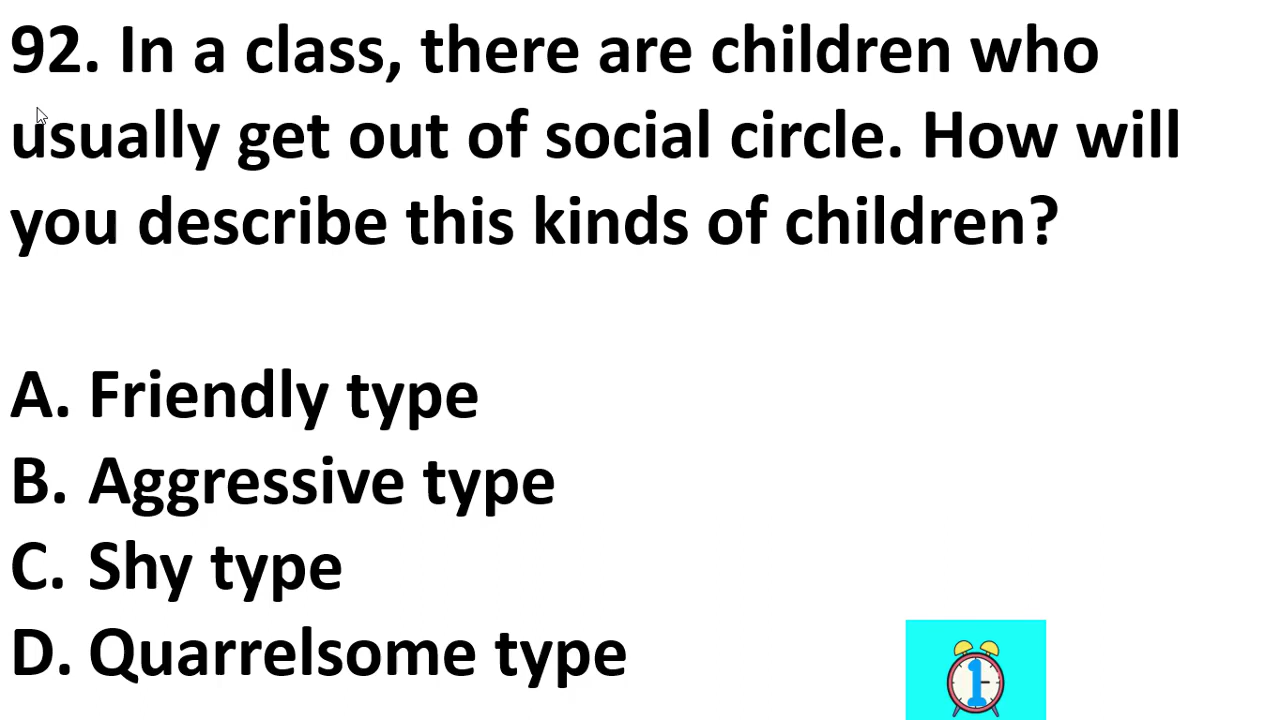 92. In a class, there are children who
usually get out of social circle. How will
you describe this kinds of children?
A. Friendly type
B. Aggressive type
C. Shy type
D. Quarrelsome type
1